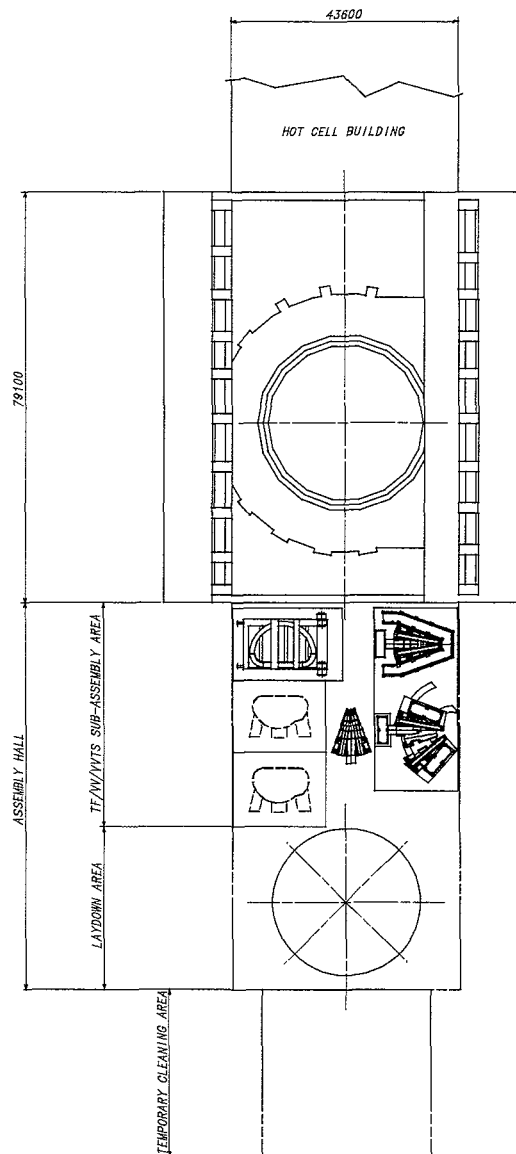 43600
HOT CELL BUILDING
79100
ASSEMBLY HALL
TF/VV/VVTS SUB-ASSEMBLY AREA
LAYDOWN AREA
TEMPORARY CLEANING AREA